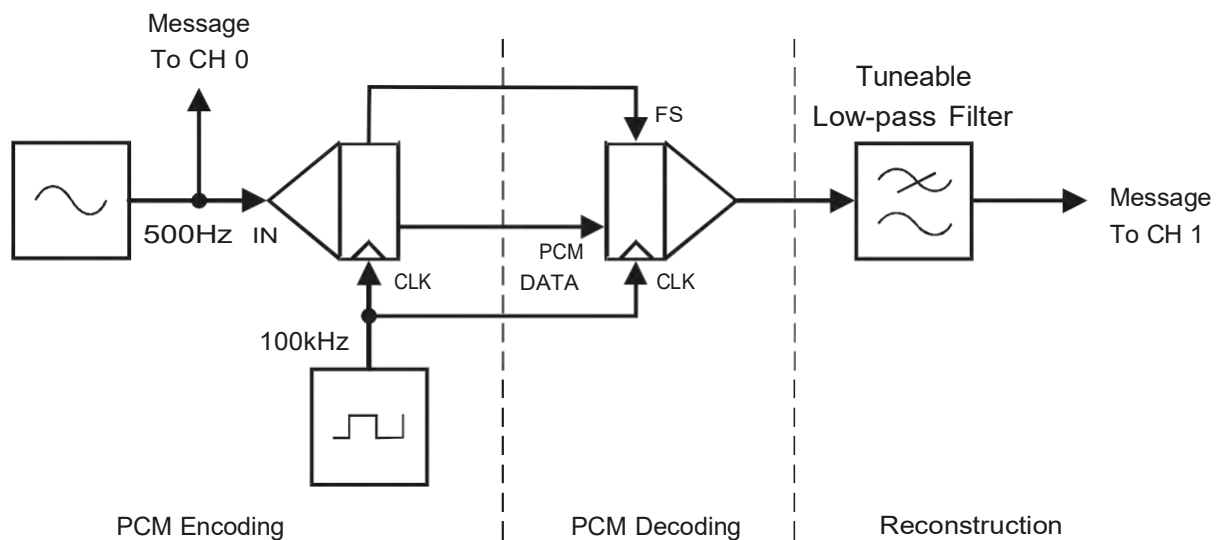 Message
To CH 0
FS
Tuneable
Low-pass Filter
500Hz
IN
Message
To CH 1
PCM
DATA
CLK
CLK
100kHz
PCM Encoding
PCM Decoding
Reconstruction